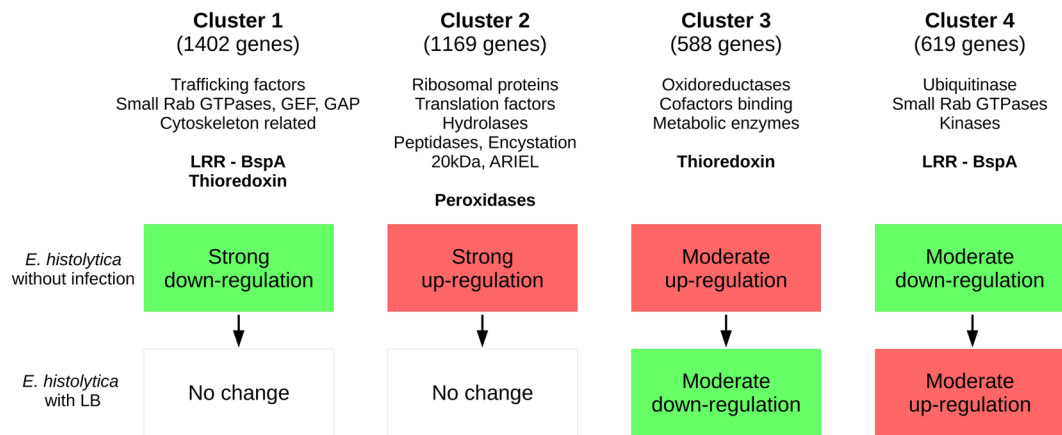 Cluster 1
(1402 genes)
Trafficking factors
Small Rab GTPases, GEF, GAP
Cytoskeleton related
LRR - BspA
Thioredoxin
Cluster 2
(1169 genes)
Ribosomal proteins
Translation factors
Hydrolases
Peptidases, Encystation
20kDa, ARIEL
Peroxidases
Cluster 3
(588 genes)
Oxidoreductases
Cofactors binding
Metabolic enzymes
Thioredoxin
Cluster 4
(619 genes)
Ubiquitinase
Small Rab GTPases
Kinases
LRR - BspA
E. histolytica
without infection
Strong
down-regulation
Strong
up-regulation
Moderate
up-regulation
Moderate
down-regulation
E. histolytica
with LB
No change
No change
Moderate
down-regulation
Moderate
up-regulation